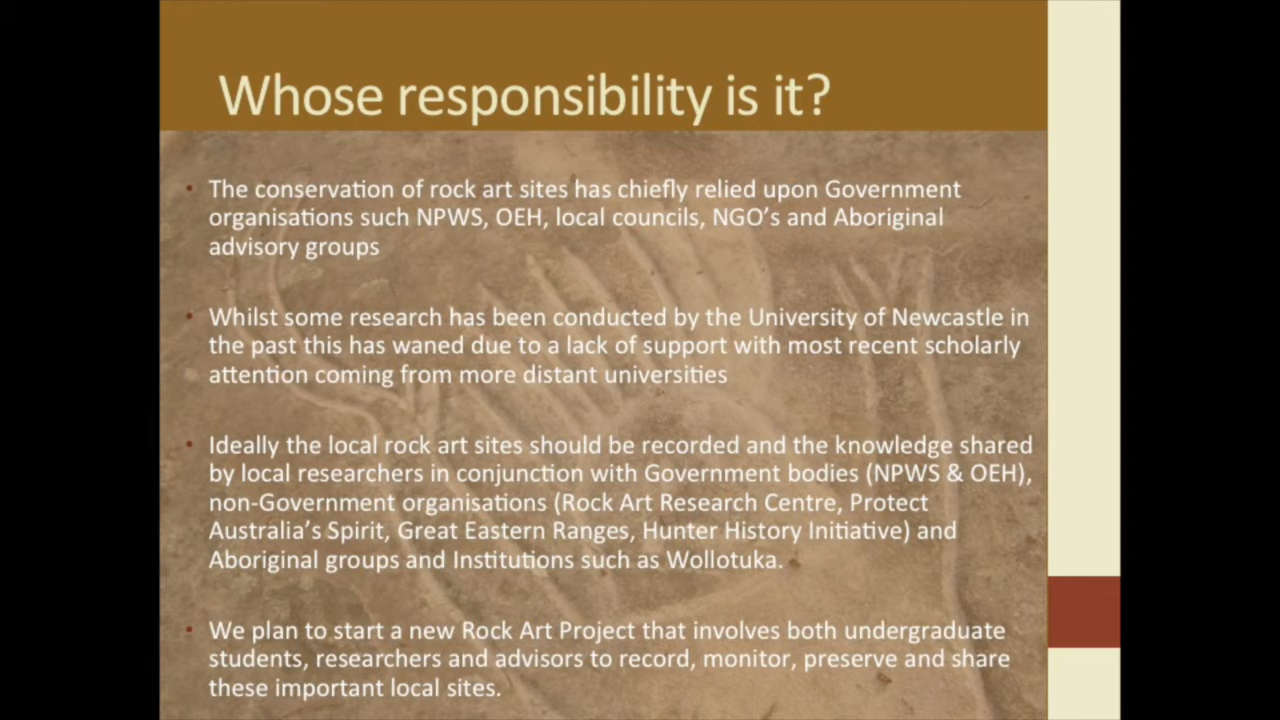 Whose responsibility is it?
• The conservation of rock art sites has chiefly relied upon Government
organisations such NPWS, OEH, local councils, NGO's and Aboriginal
advisory groups
• Whilst some research has been conducted by the University of Newcastle in
the past this has waned due to a lack of support with most recent scholarly
attention coming from more distant universities
• Ideally the local rock art sites should be recorded and the knowledge shared
by local researchers in conjunction with Government bodies (NPWS & OEH),
non-Government organisations (Rock Art Research Centre, Protect
Australia's Spirit, Great Eastern Ranges, Hunter History Initiative) and
Aboriginal groups and Institutions such as Wollotuka.
• We plan to start a new Rock Art Project that involves both undergraduate
students, researchers and advisors to record, monitor, preserve and share
these important local sites.